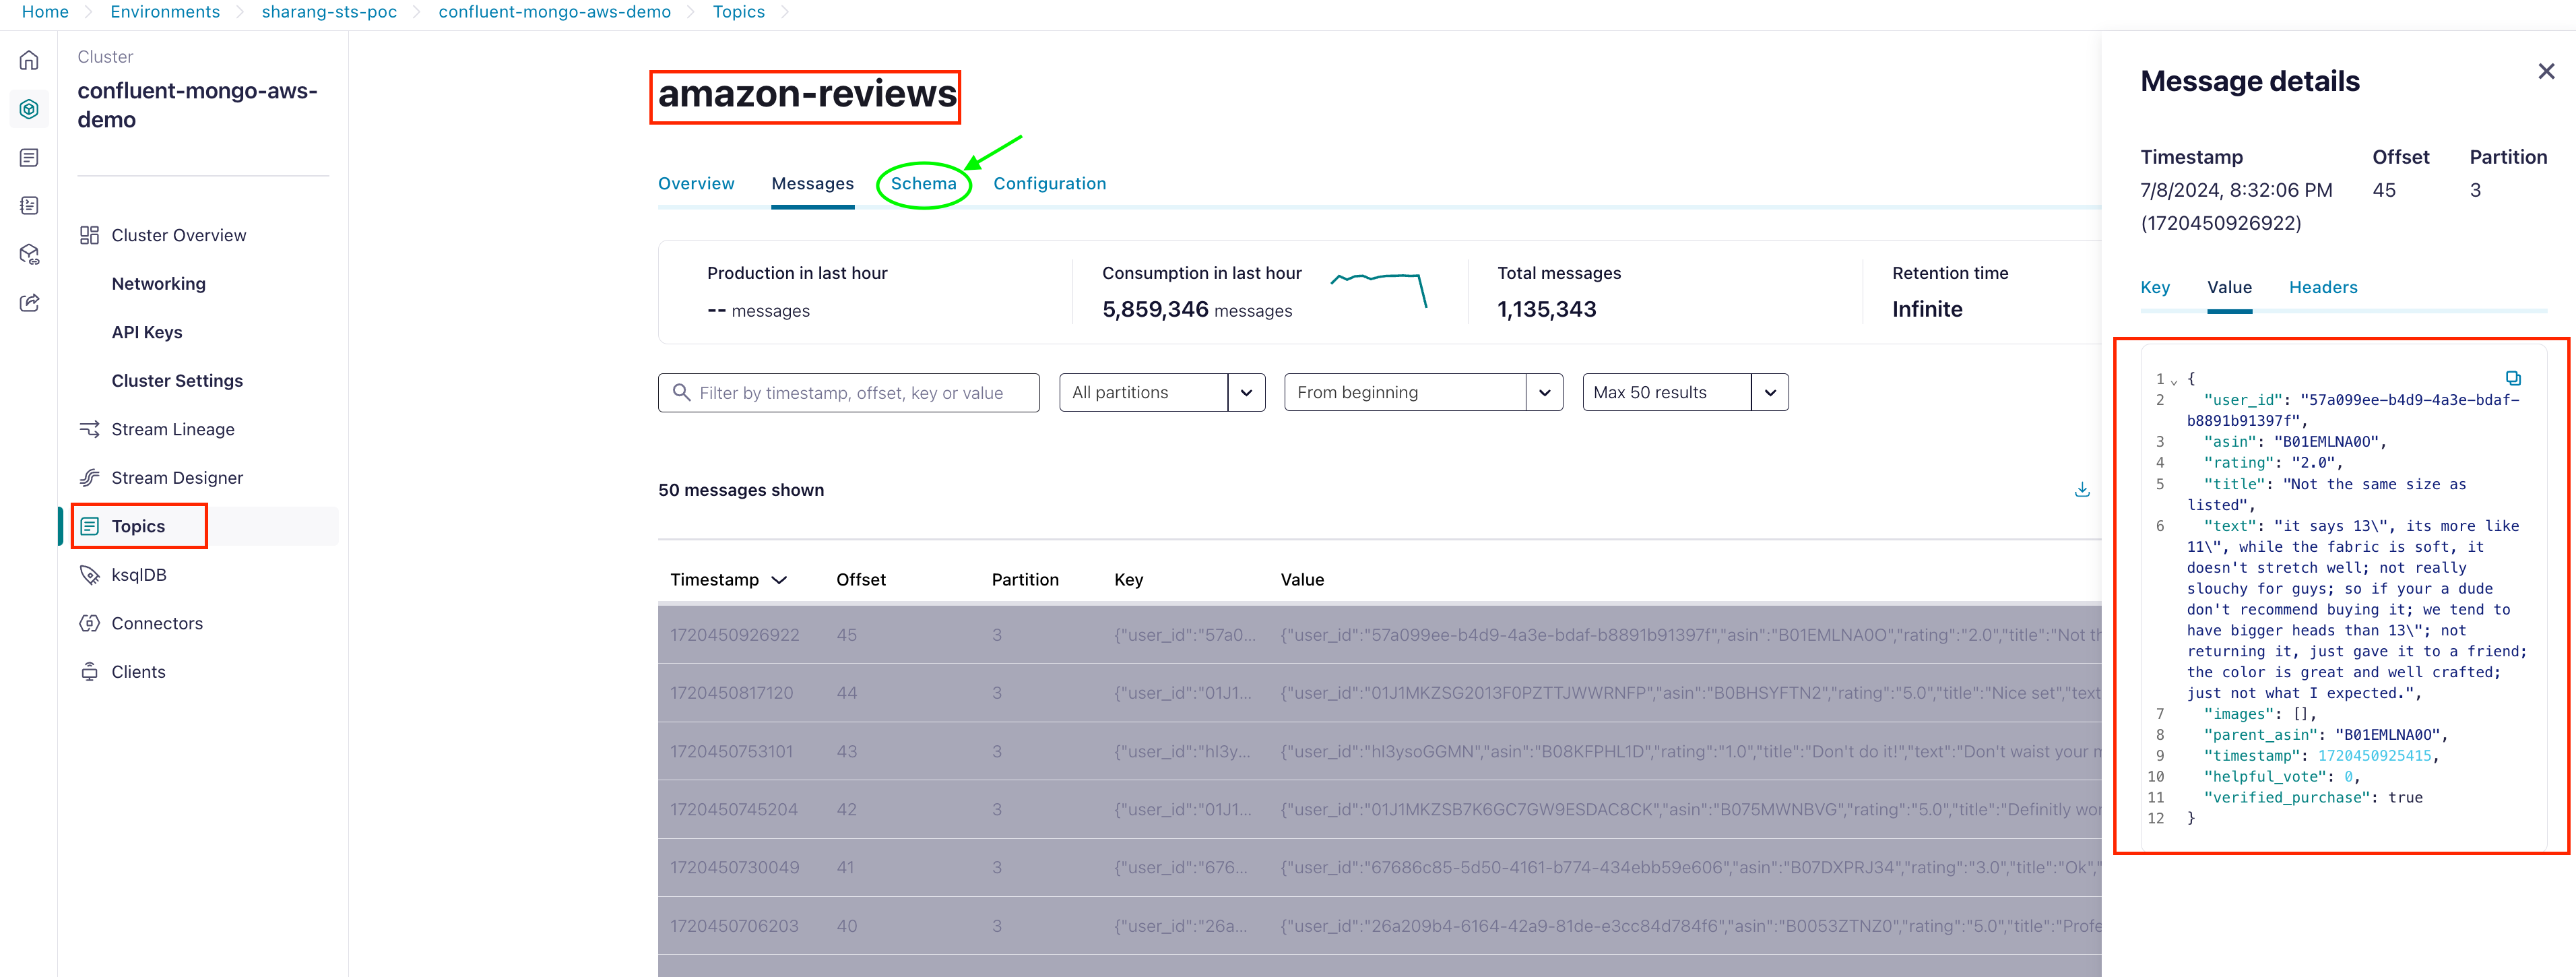 Home Environments sharang-sts-poc confluent-mongo-aws-demo Topics
Cluster
confluent-mongo-aws-
demo
Cluster Overview
Networking
API Keys
Cluster Settings
Stream Lineage
Stream Designer
Topics
ksqlDB
Connectors
Clients
amazon-reviews
Overview Messages Schema Configuration
Production in last hour
-- messages
Consumption in last hour
5,859,346 messages
Total messages
1,135,343
Retention time
Infinite
Filter by timestamp, offset, key or value All partitions From beginning Max 50 results
50 messages shown
Timestamp Offset Partition Key Value
1720450926922 45 3 {"user_id":"57a0... {"user_id":"57a099ee-b4d9-4a3e-bdaf-b8891b91397f","asin":"B01EMLNA0O","rating":"2.0","title":"Not th
1720450817120 44 3 {"user_id":"01J1... {"user_id":"01J1MKZSG2013F0PZTTJWWRNFP","asin":"B0BHSYFTN2","rating":"5.0","title":"Nice set","text
1720450753101 43 3 {"user_id":"hI3y... {"user_id":"hI3ysoGGMN","asin":"B08KFPHL1D","rating":"1.0","title":"Don't do it!","text":"Don't waist your m
1720450745204 42 3 {"user_id":"01J1... {"user_id":"01J1MKZSB7K6GC7GW9ESDAC8CK","asin":"B075MWNBVG","rating":"5.0","title":"Definitly wor
1720450730049 41 3 {"user_id":"676... {"user_id":"67686c85-5d50-4161-b774-434ebb59e606","asin":"B07DXPRJ34","rating":"3.0","title":"Ok","
1720450706203 40 3 {"user_id":"26a... {"user_id":"26a209b4-6164-42a9-81de-e3cc84d784f6","asin":"B0053ZTNZ0","rating":"5.0","title":"Profe
Message details
Timestamp Offset Partition
7/8/2024, 8:32:06 PM 45 3
(1720450926922)
Key Value Headers
1 {
2 "user_id": "57a099ee-b4d9-4a3e-bdaf-
b8891b91397f",
3 "asin": "B01EMLNA0O",
4 "rating": "2.0",
5 "title": "Not the same size as
listed",
6 "text": "it says 13\", its more like
11\", while the fabric is soft, it
doesn't stretch well; not really
slouchy for guys; so if your a dude
don't recommend buying it; we tend to
have bigger heads than 13\"; not
returning it, just gave it to a friend;
the color is great and well crafted;
just not what I expected.",
7 "images": [],
8 "parent_asin": "B01EMLNA0O",
9 "timestamp": 1720450925415,
10 "helpful_vote": 0,
11 "verified_purchase": true
12 }